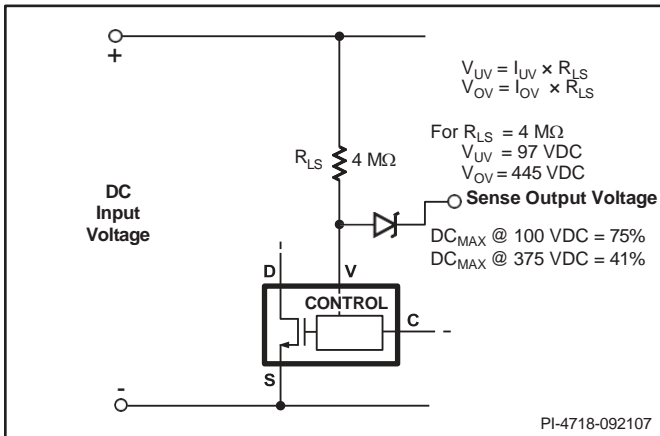 +
V_UV = I_UV × R_LS
V_OV = I_OV × R_LS
For R_LS = 4 MΩ
V_UV = 97 VDC
V_OV = 445 VDC
R_LS 4 MΩ
DC
Input
Voltage
Sense Output Voltage
DC_MAX @ 100 VDC = 75%
DC_MAX @ 375 VDC = 41%
D V
CONTROL
C
S
-
PI-4718-092107